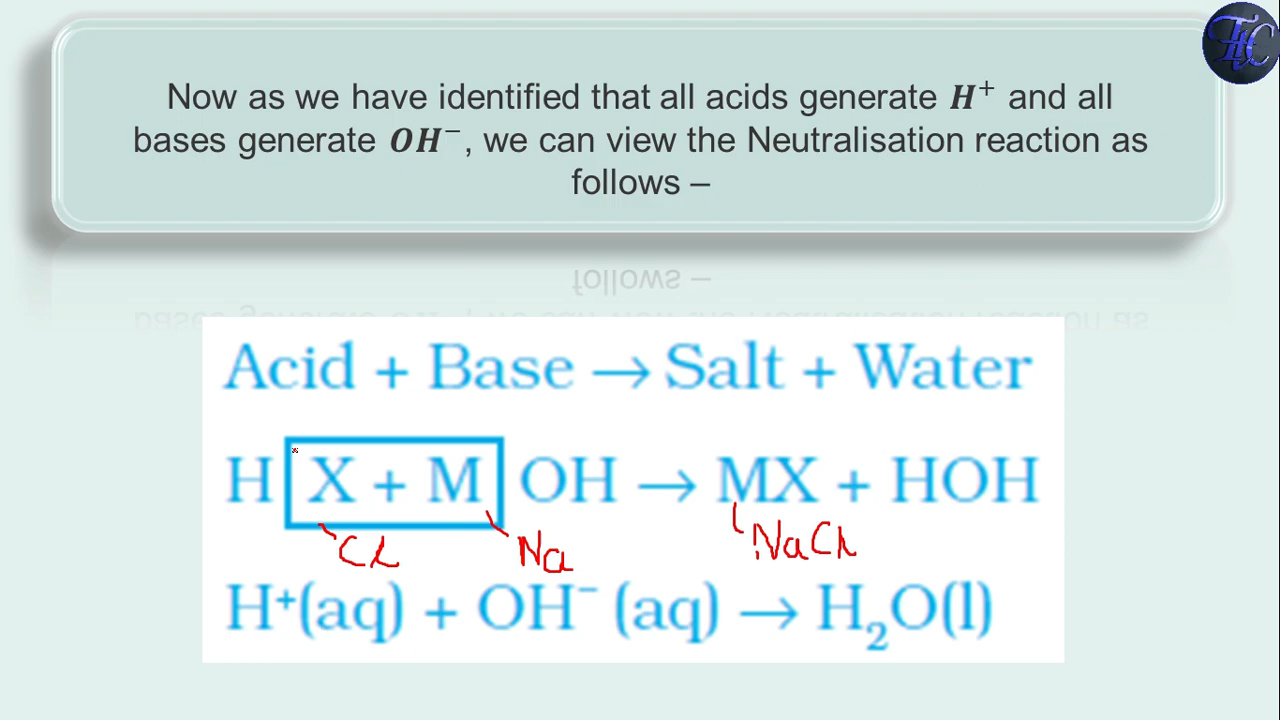 Now as we have identified that all acids generate H⁺ and all
bases generate OH⁻, we can view the Neutralisation reaction as
follows –
follows –
Acid + Base → Salt + Water
H X + M OH → MX + HOH
Cl Na NaCl
H⁺(aq) + OH⁻ (aq) → H₂O(l)